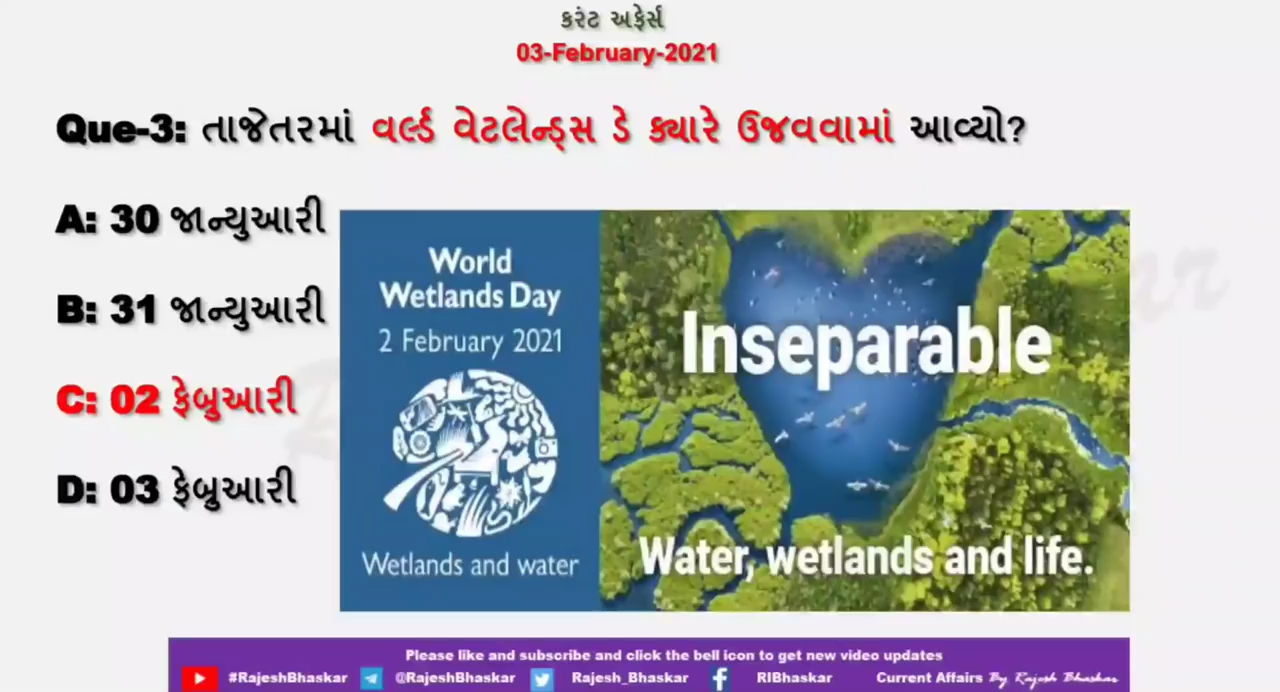 કરંટ અફેર્સ
03-February-2021
Que-3: તાજેતરમાં વર્લ્ડ વેટલેન્ડ્સ ડે ક્યારે ઉજવવામાં આવ્યો?
A: 30 જાન્યુઆરી
B: 31 જાન્યુઆરી
C: 02 ફેબ્રુઆરી
D: 03 ફેબ્રુઆરી
World
Wetlands Day
2 February 2021
Wetlands and water
Inseparable
Water, wetlands and life.
Please like and subscribe and click the bell icon to get new video updates
#RajeshBhaskar @RajeshBhaskar Rajesh_Bhaskar RIBhaskar Current Affairs By Rajesh Bhaskar